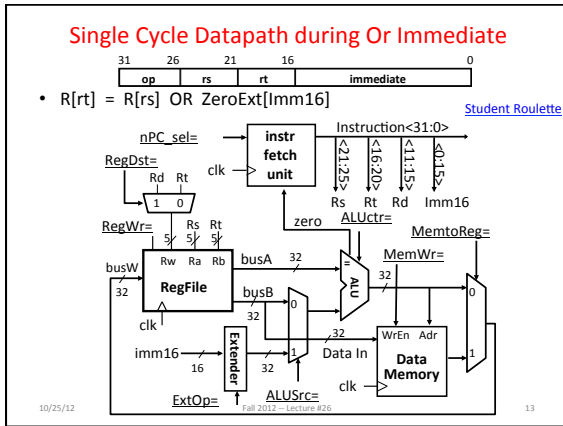 Single Cycle Datapath during Or Immediate
31 26 21 16 0
op rs rt immediate
• R[rt] = R[rs] OR ZeroExt[Imm16]
Student Roulette
nPC_sel=
instr fetch unit
Instruction<31:0>
clk
<21:25>
<16:20>
<11:15>
<0:15>
Rs Rt Rd Imm16
RegDst=
Rd Rt
1 0
zero
ALUctr=
RegWr=
Rs Rt
5 5 5
MemtoReg=
MemWr=
busW
32
Rw Ra Rb
RegFile
clk
busA
32
busB
32
=
ALU
32
0
1
0
1
32
Data In
WrEn Adr
Data Memory
clk
imm16
16
Extender
32
ExtOp=
ALUSrc=
10/25/12
Fall 2012 -- Lecture #26
13